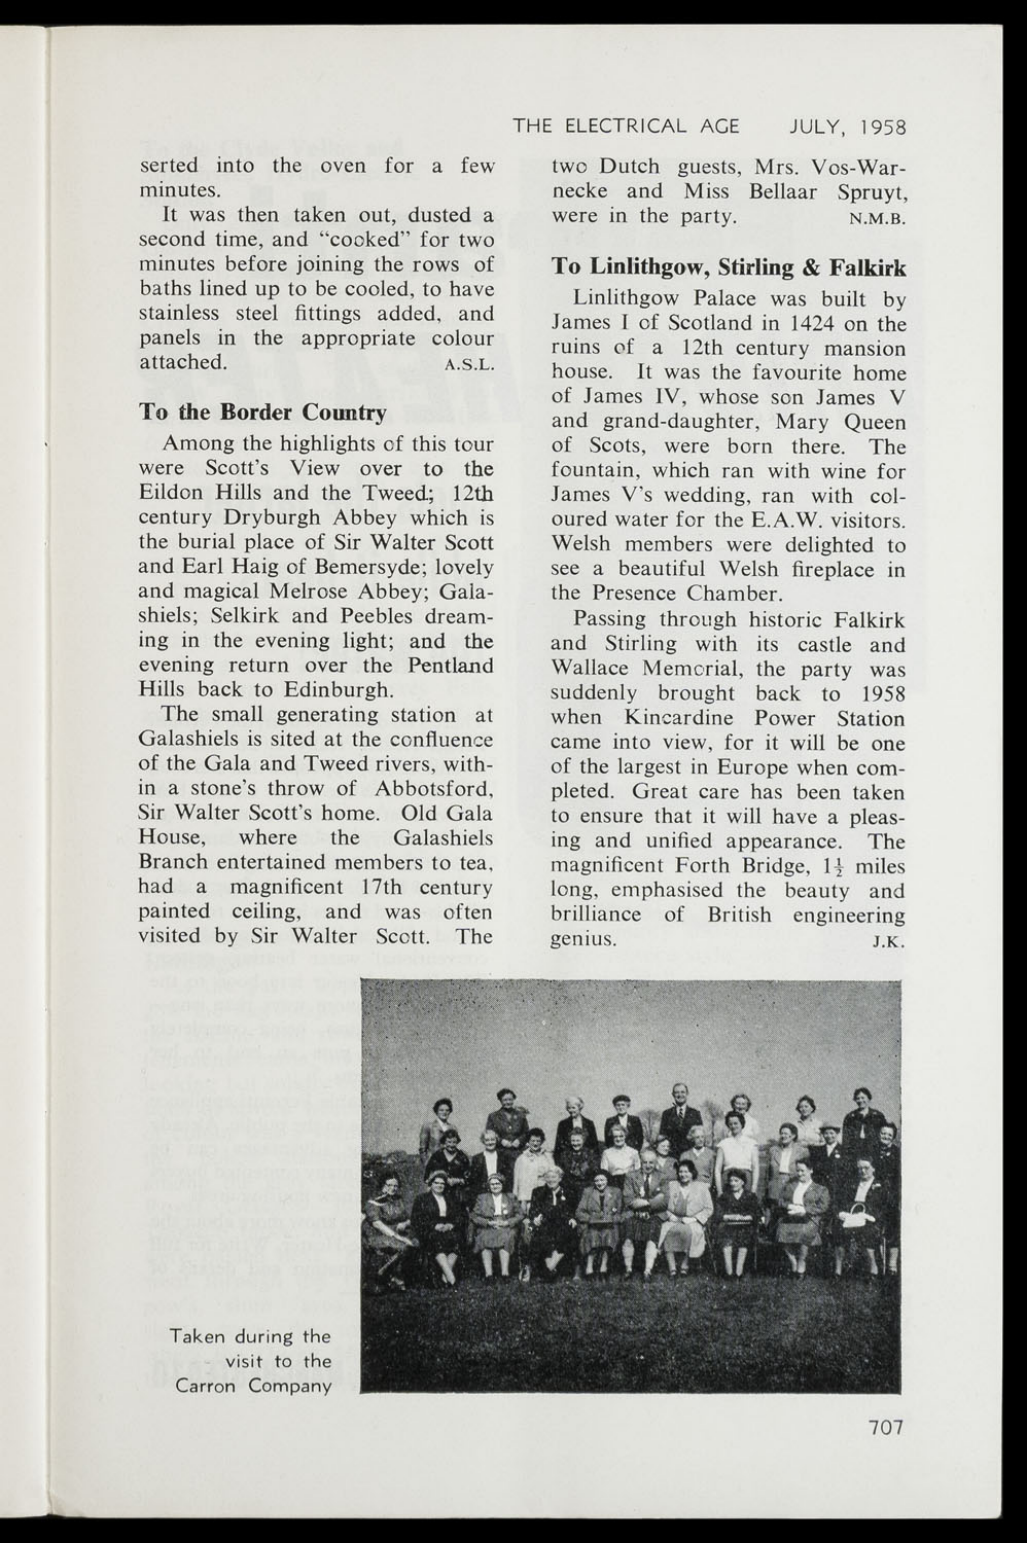 THE ELECTRICAL AGE JULY, 1958
serted into the oven for a few
minutes.
It was then taken out, dusted a
second time, and “cooked” for two
minutes before joining the rows of
baths lined up to be cooled, to have
stainless steel fittings added, and
panels in the appropriate colour
attached. A.S.L.
To the Border Country
Among the highlights of this tour
were Scott's View over to the
Eildon Hills and the Tweed; 12th
century Dryburgh Abbey which is
the burial place of Sir Walter Scott
and Earl Haig of Bemersyde; lovely
and magical Melrose Abbey; Gala-
shiels; Selkirk and Peebles dream-
ing in the evening light; and the
evening return over the Pentland
Hills back to Edinburgh.
The small generating station at
Galashiels is sited at the confluence
of the Gala and Tweed rivers, with-
in a stone's throw of Abbotsford,
Sir Walter Scott's home. Old Gala
House, where the Galashiels
Branch entertained members to tea,
had a magnificent 17th century
painted ceiling, and was often
visited by Sir Walter Scott. The
two Dutch guests, Mrs. Vos-War-
necke and Miss Bellaar Spruyt,
were in the party. N.M.B.
To Linlithgow, Stirling & Falkirk
Linlithgow Palace was built by
James I of Scotland in 1424 on the
ruins of a 12th century mansion
house. It was the favourite home
of James IV, whose son James V
and grand-daughter, Mary Queen
of Scots, were born there. The
fountain, which ran with wine for
James V's wedding, ran with col-
oured water for the E.A.W. visitors.
Welsh members were delighted to
see a beautiful Welsh fireplace in
the Presence Chamber.
Passing through historic Falkirk
and Stirling with its castle and
Wallace Memorial, the party was
suddenly brought back to 1958
when Kincardine Power Station
came into view, for it will be one
of the largest in Europe when com-
pleted. Great care has been taken
to ensure that it will have a pleas-
ing and unified appearance. The
magnificent Forth Bridge, 1½ miles
long, emphasised the beauty and
brilliance of British engineering
genius. J.K.
Taken during the
visit to the
Carron Company
707